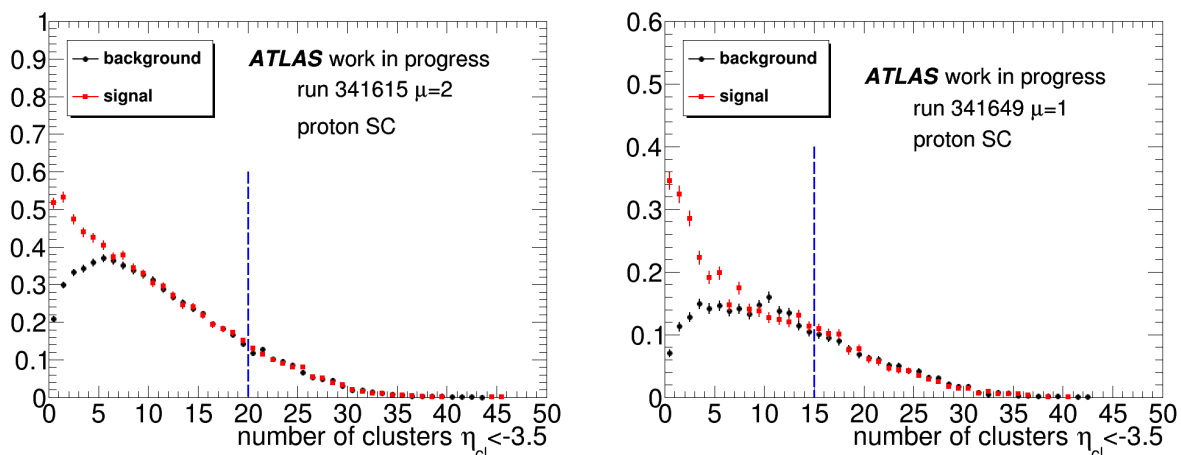 1
0.9
0.8
0.7
0.6
0.5
0.4
0.3
0.2
0.1
0
background
signal
ATLAS work in progress
run 341615 μ=2
proton SC
0 5 10 15 20 25 30 35 40 45 50
number of clusters η_cl<-3.5
0.6
0.5
0.4
0.3
0.2
0.1
0
background
signal
ATLAS work in progress
run 341649 μ=1
proton SC
0 5 10 15 20 25 30 35 40 45 50
number of clusters η_cl<-3.5